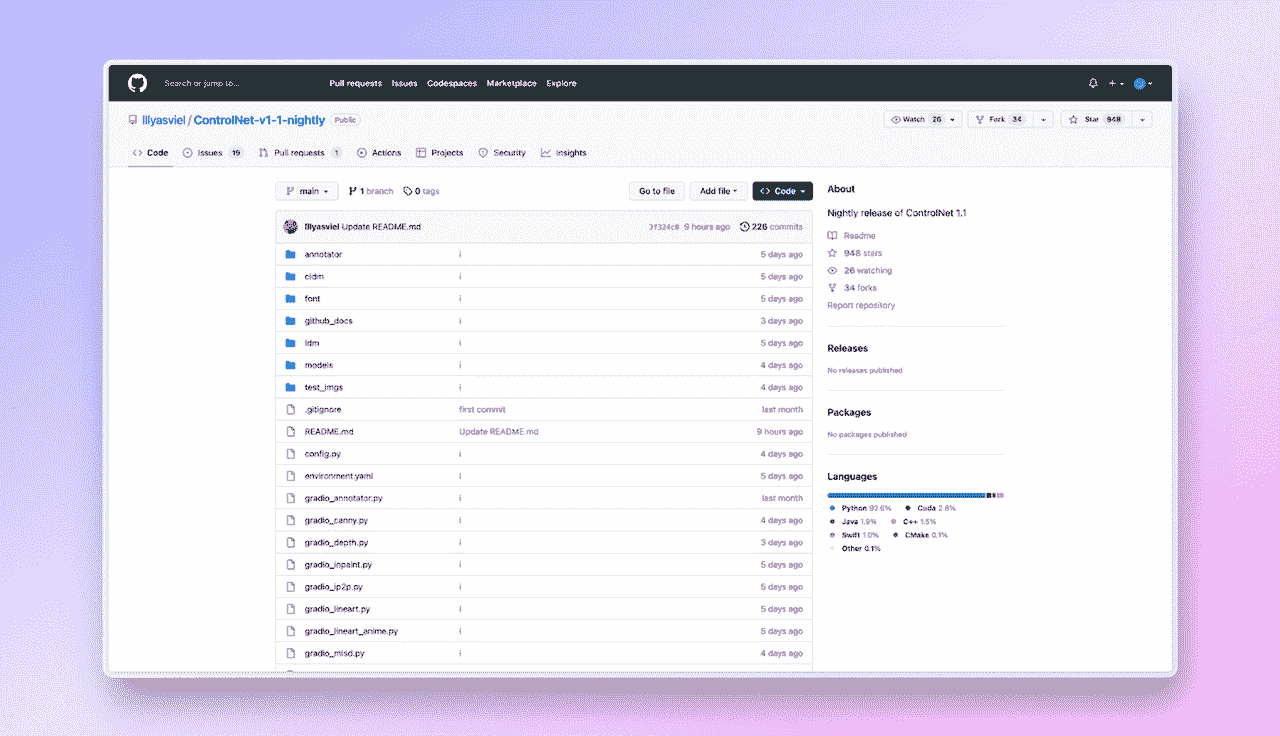 Search or jump to... Pull requests Issues Codespaces Marketplace Explore
lllyasviel / ControlNet-v1-1-nightly Public Watch 26 Fork 34 Star 948
Code Issues 19 Pull requests 1 Actions Projects Security Insights
main 1 branch 0 tags Go to file Add file Code
lllyasviel Update README.md 3f324c0 9 hours ago 226 commits
annotator i 5 days ago
cldm i 5 days ago
font i 5 days ago
github_docs i 3 days ago
ldm i 5 days ago
models i 4 days ago
test_imgs i 4 days ago
.gitignore first commit last month
README.md Update README.md 9 hours ago
config.py i 4 days ago
environment.yaml i 5 days ago
gradio_annotator.py i last month
gradio_canny.py i 4 days ago
gradio_depth.py i 3 days ago
gradio_inpaint.py i 5 days ago
gradio_ip2p.py i 5 days ago
gradio_lineart.py i 5 days ago
gradio_lineart_anime.py i 5 days ago
gradio_mlsd.py i 4 days ago
About
Nightly release of ControlNet 1.1
Readme
948 stars
26 watching
34 forks
Report repository
Releases
No releases published
Packages
No packages published
Languages
Python 92.6% Cuda 2.8%
Java 1.9% C++ 1.5%
Swift 1.0% CMake 0.1%
Other 0.1%